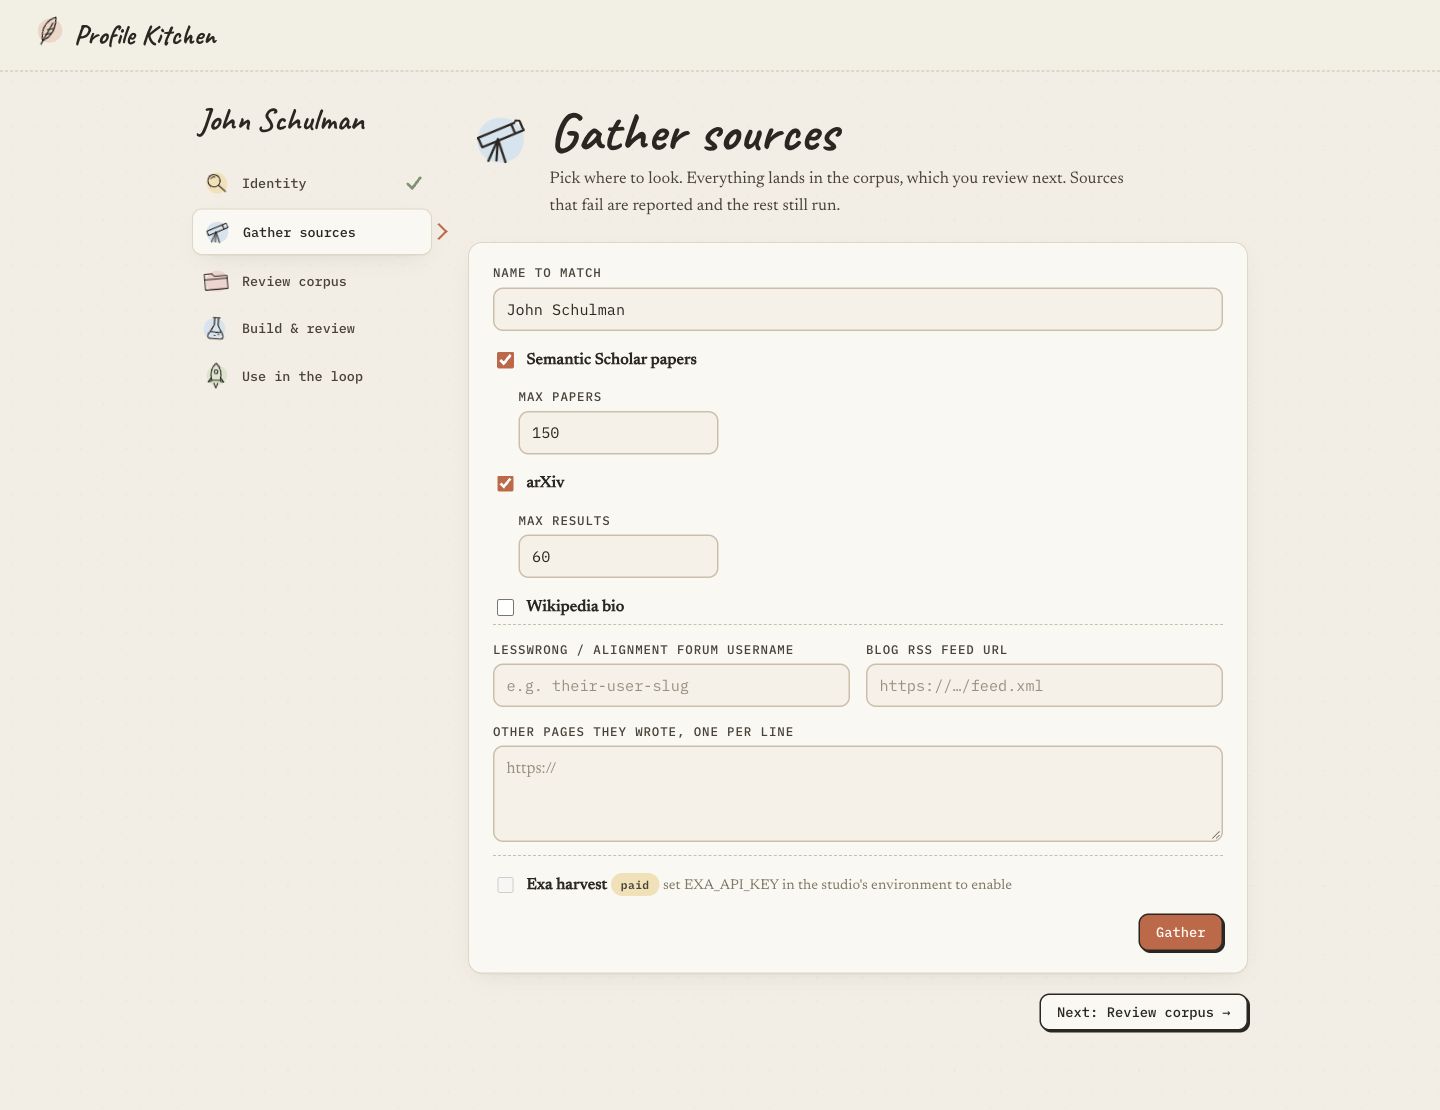 Profile Kitchen
John Schulman
Identity
Gather sources
Review corpus
Build & review
Use in the loop
Gather sources
Pick where to look. Everything lands in the corpus, which you review next. Sources
that fail are reported and the rest still run.
NAME TO MATCH
John Schulman
Semantic Scholar papers
MAX PAPERS
150
arXiv
MAX RESULTS
60
Wikipedia bio
LESSWRONG / ALIGNMENT FORUM USERNAME
e.g. their-user-slug
BLOG RSS FEED URL
https://…/feed.xml
OTHER PAGES THEY WROTE, ONE PER LINE
https://
Exa harvest paid set EXA_API_KEY in the studio's environment to enable
Gather
Next: Review corpus →